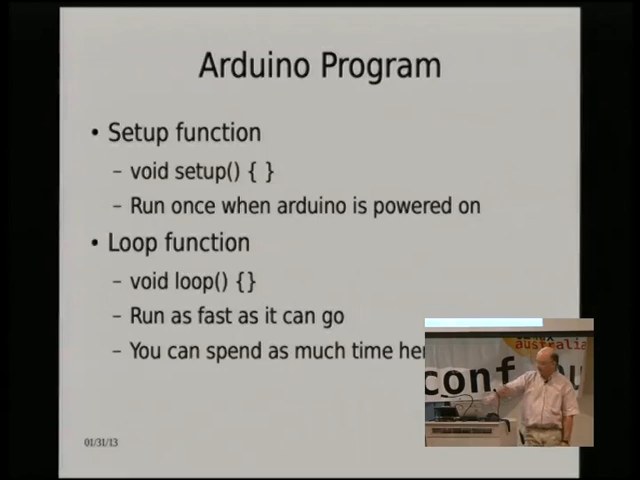 Arduino Program
• Setup function
– void setup() { }
– Run once when arduino is powered on
• Loop function
– void loop() {}
– Run as fast as it can go
– You can spend as much time
01/31/13
australia
conf